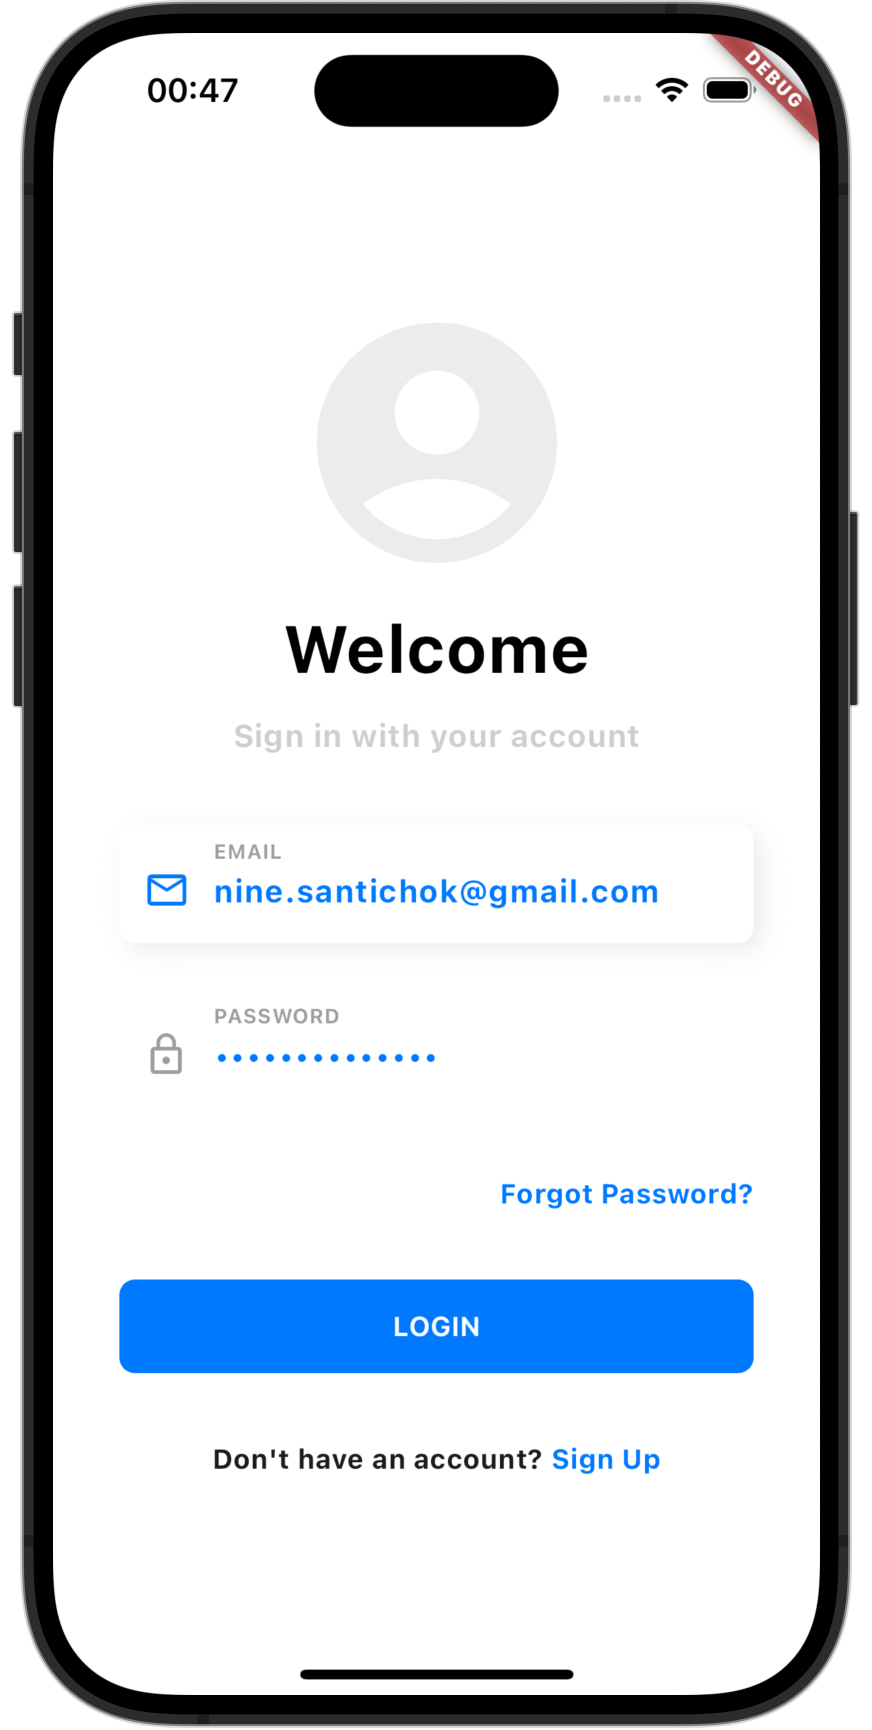 00:47
DEBUG
Welcome
Sign in with your account
EMAIL
nine.santichok@gmail.com
PASSWORD
••••••••••••••
Forgot Password?
LOGIN
Don't have an account? Sign Up